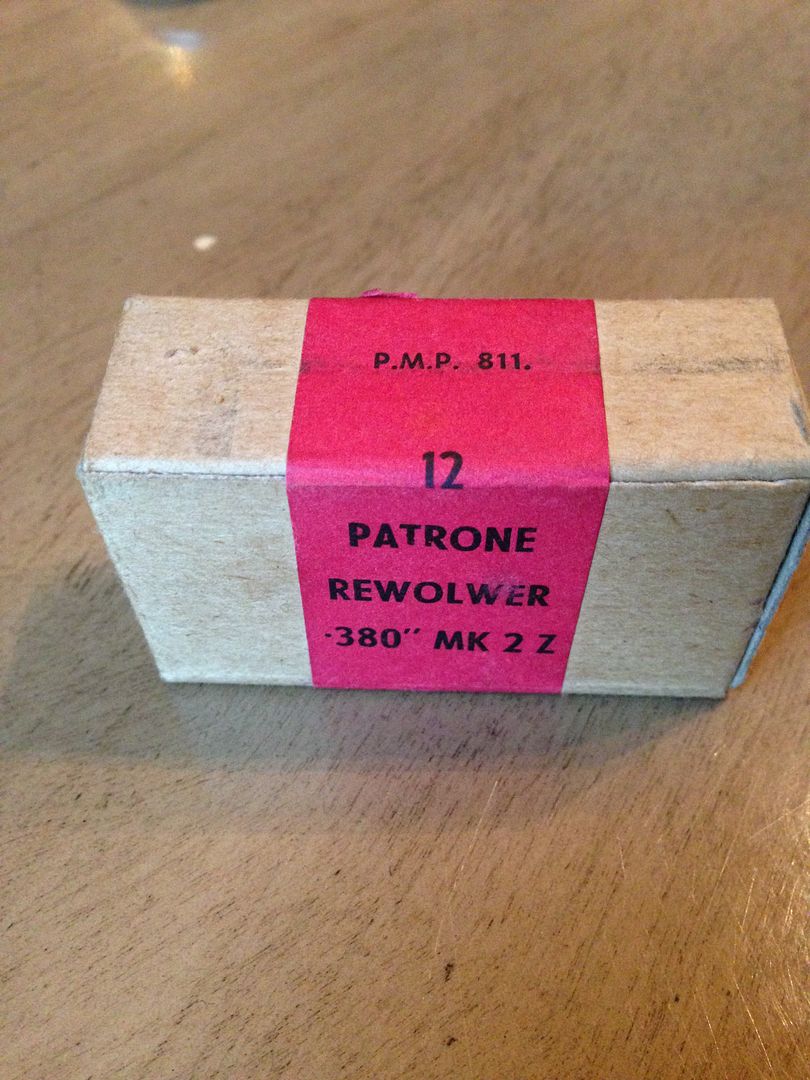 P.M.P. 811.
12
PATRONE
REWOLWER
·380" MK 2 Z